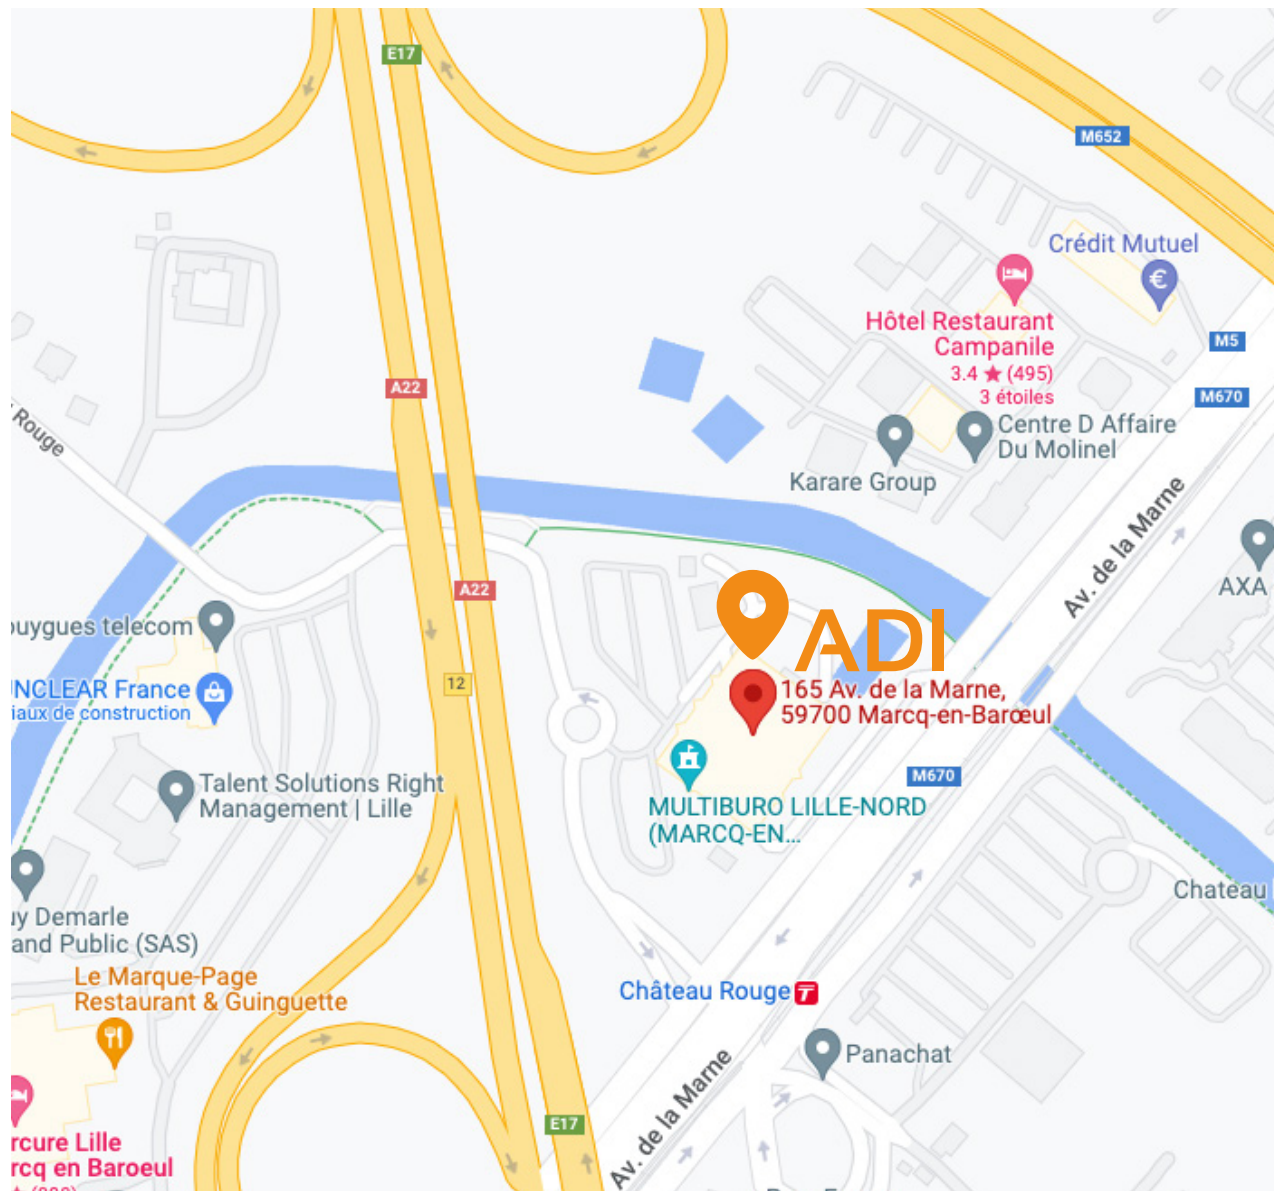 E17
M652
Crédit Mutuel
€
Hôtel Restaurant
Campanile
3.4 ★ (495)
3 étoiles
M5
A22
M670
Rouge
Centre D Affaire
Du Molinel
Karare Group
Av. de la Marne
AXA
A22
ouygues telecom
ADI
12
NCLEAR France
iaux de construction
165 Av. de la Marne,
59700 Marcq-en-Barœul
M670
Talent Solutions Right
Management | Lille
MULTIBURO LILLE-NORD
(MARCQ-EN...
Chateau
uy Demarle
and Public (SAS)
Le Marque-Page
Restaurant & Guinguette
Château Rouge T
Panachat
Av. de la Marne
E17
rcure Lille
rcq en Baroeul